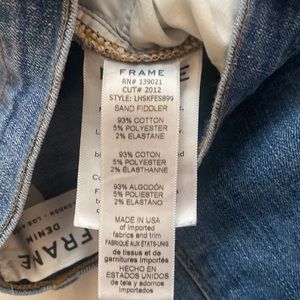 FRAME
RN# 139021
CUT# 2012
STYLE: LHSKFES899
SAND FIDDLER
93% COTTON
5% POLYESTER
2% ELASTANE
93% COTON
5% POLYESTER
2% ÉLASTHANNE
93% ALGODÓN
5% POLIESTER
2% ELASTANO
MADE IN USA
of imported
fabrics and trim
FABRIQUÉ AUX ÉTATS-UNIS
de tissus et de
garnitures importés
HECHO EN
ESTADOS UNIDOS
de tela y adornos
importados
FRAME
DENIM